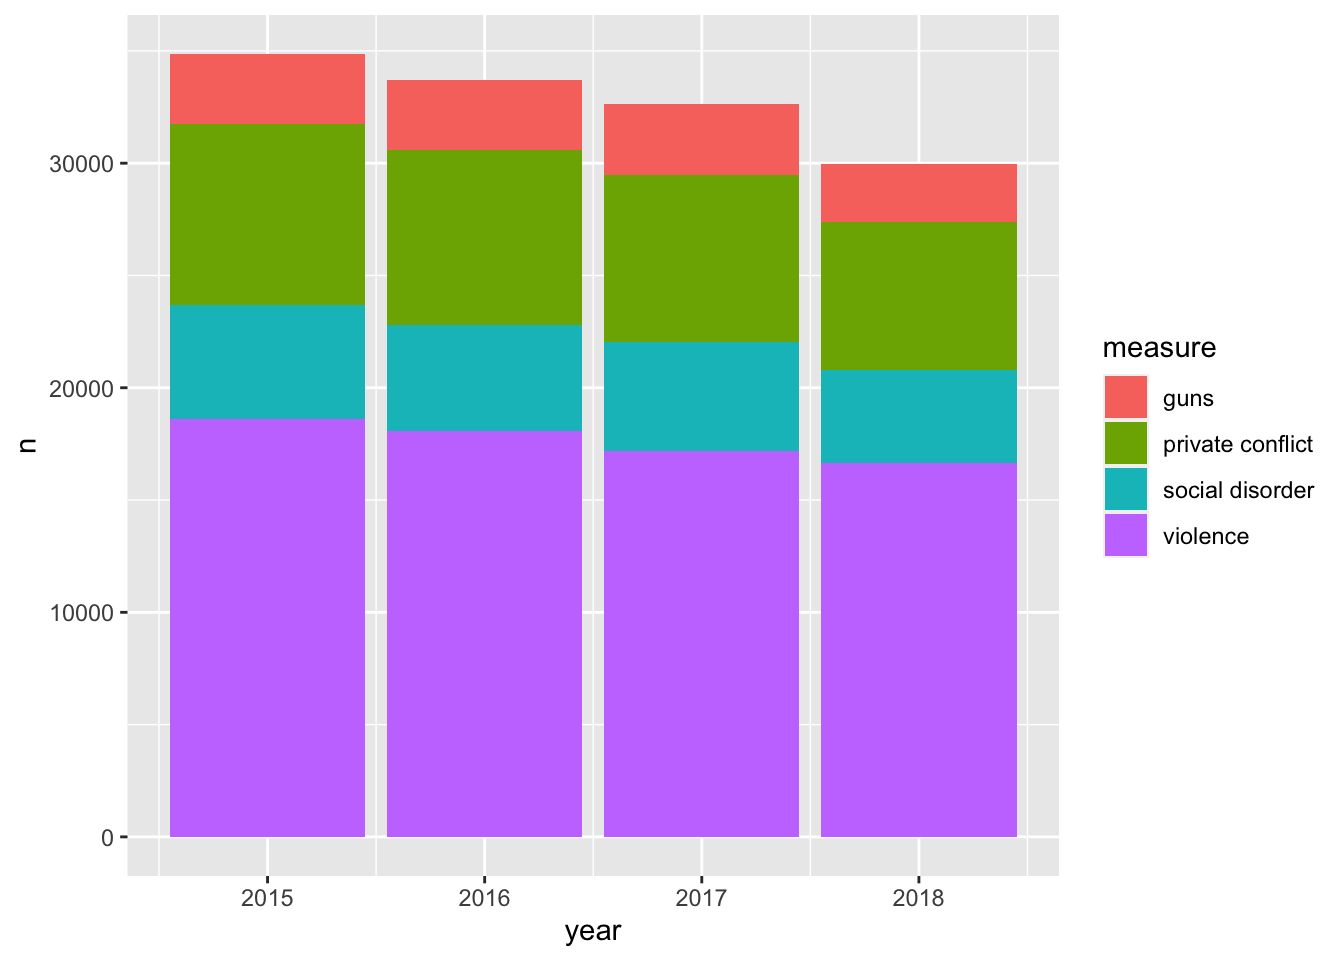 30000
20000
10000
0
n
2015 2016 2017 2018
year
measure
guns
private conflict
social disorder
violence